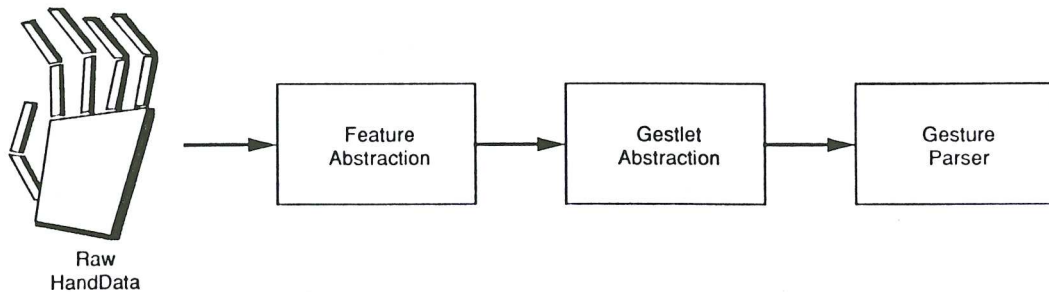 Feature
Abstraction
Gestlet
Abstraction
Gesture
Parser
Raw
HandData